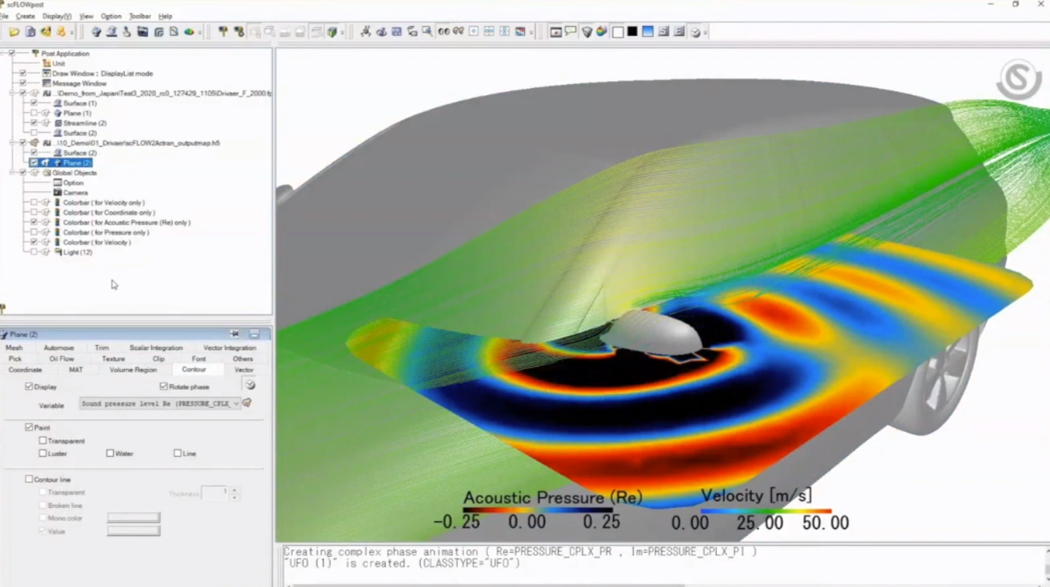 scFLOWpost
File Create Display(V) View Option Toolbar Help
Post Application
Unit
Draw Window : DisplayList mode
Message Window
..\Demo_from_Japan\Test3_2020_rc0_127429_1105\Drivaer_F_2000.f
Surface (1)
Plane (1)
Streamline (2)
Surface (2)
..\10_Demo\01_Drivaer\scFLOW2Actran_outputmap.h5
Surface (2)
Plane (2)
Global Objects
Option
Camera
Colorbar ( for Velocity only )
Colorbar ( for Coordinate only )
Colorbar ( for Acoustic Pressure (Re) only )
Colorbar ( for Pressure only )
Colorbar ( for Velocity )
Light (12)
Plane (2)
Mesh Automove Trim Scalar Integration Vector Integration
Pick Oil Flow Texture Clip Font Others
Coordinate MAT Volume Region Contour Vector
Display Rotate phase
Variable Sound pressure level Re (PRESSURE_CPLX_
Paint
Transparent
Luster Water Line
Contour line
Transparent Thickness 1
Broken line
Mono color
Value
Acoustic Pressure (Re) Velocity [m/s]
-0.25 0.00 0.25 0.00 25.00 50.00
Creating complex phase animation ( Re=PRESSURE_CPLX_PR , Im=PRESSURE_CPLX_PI )
"UFO (1)" is created. (CLASSTYPE="UFO")